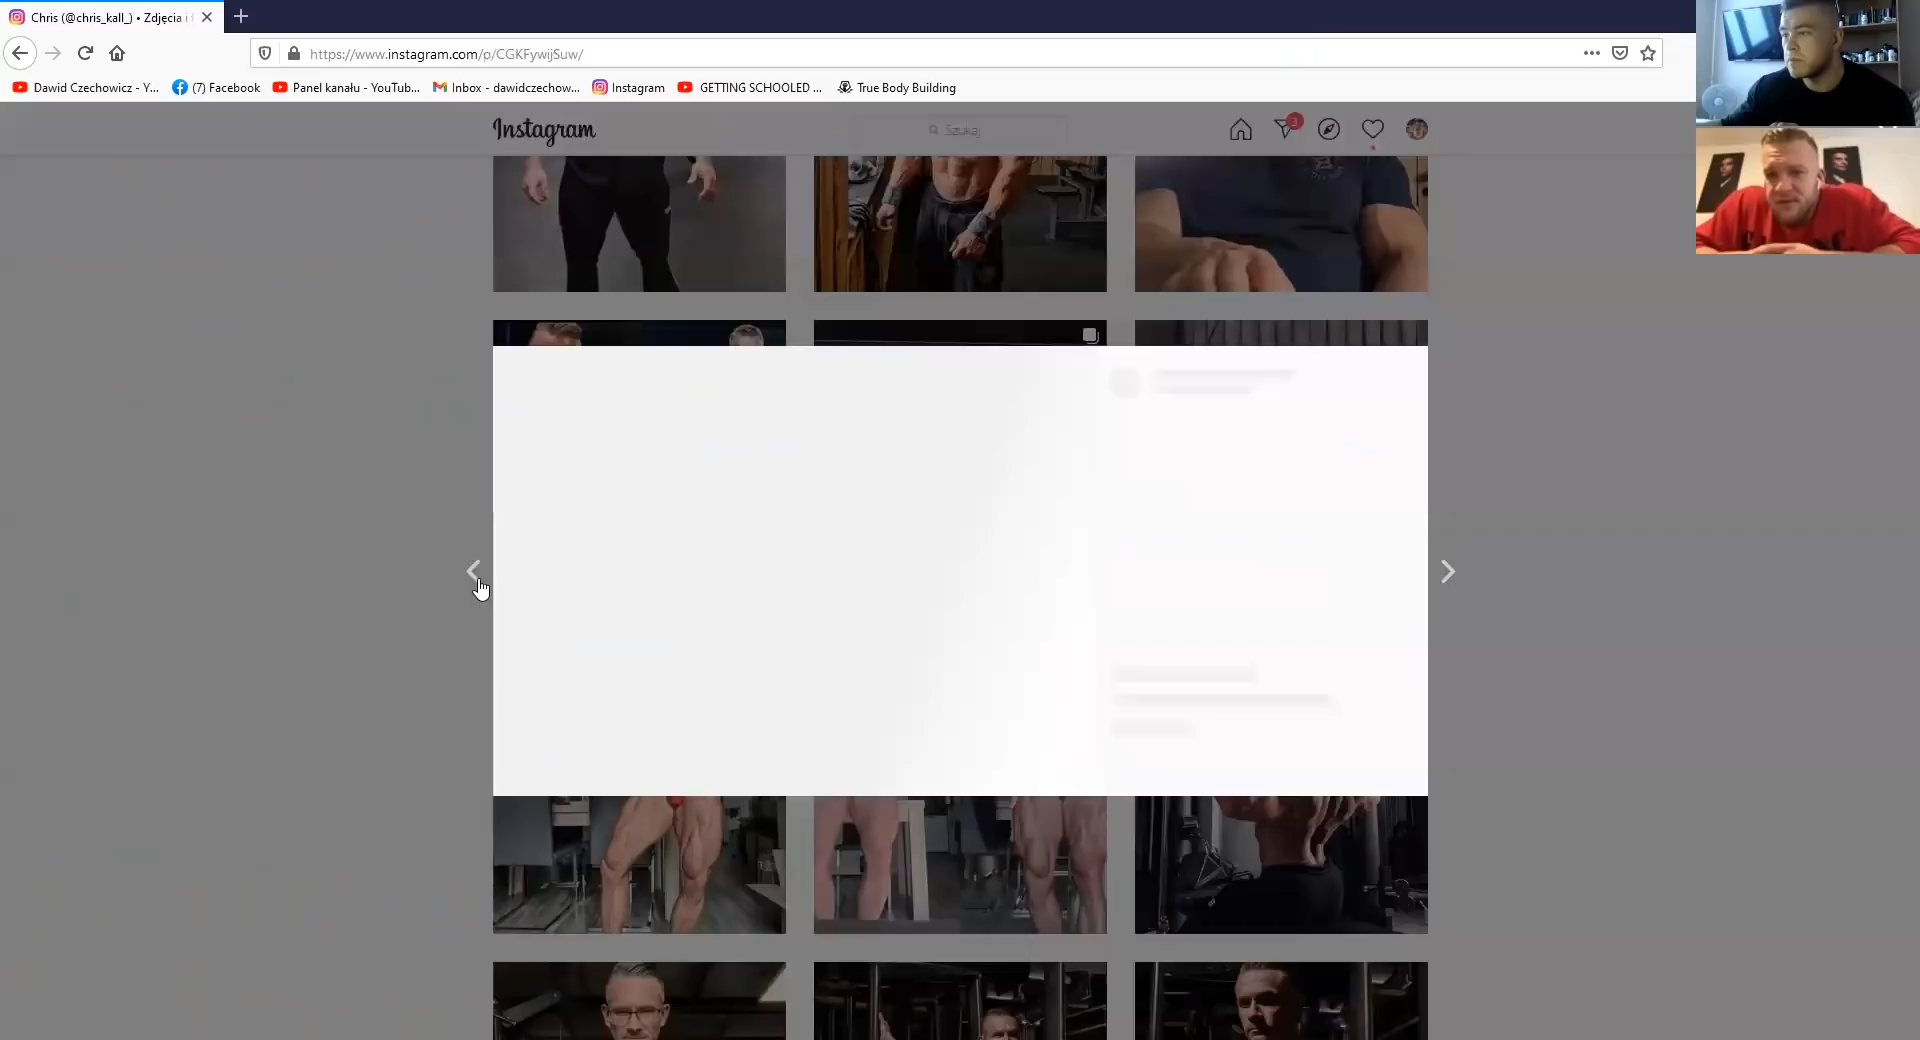 Chris (@chris_kall_) • Zdjęcia i
https://www.instagram.com/p/CGKFywijSuw/
Dawid Czechowicz - Y...
(7) Facebook
Panel kanału - YouTub...
Inbox - dawidczechow...
Instagram
GETTING SCHOOLED ...
True Body Building
Instagram
Szukaj
3